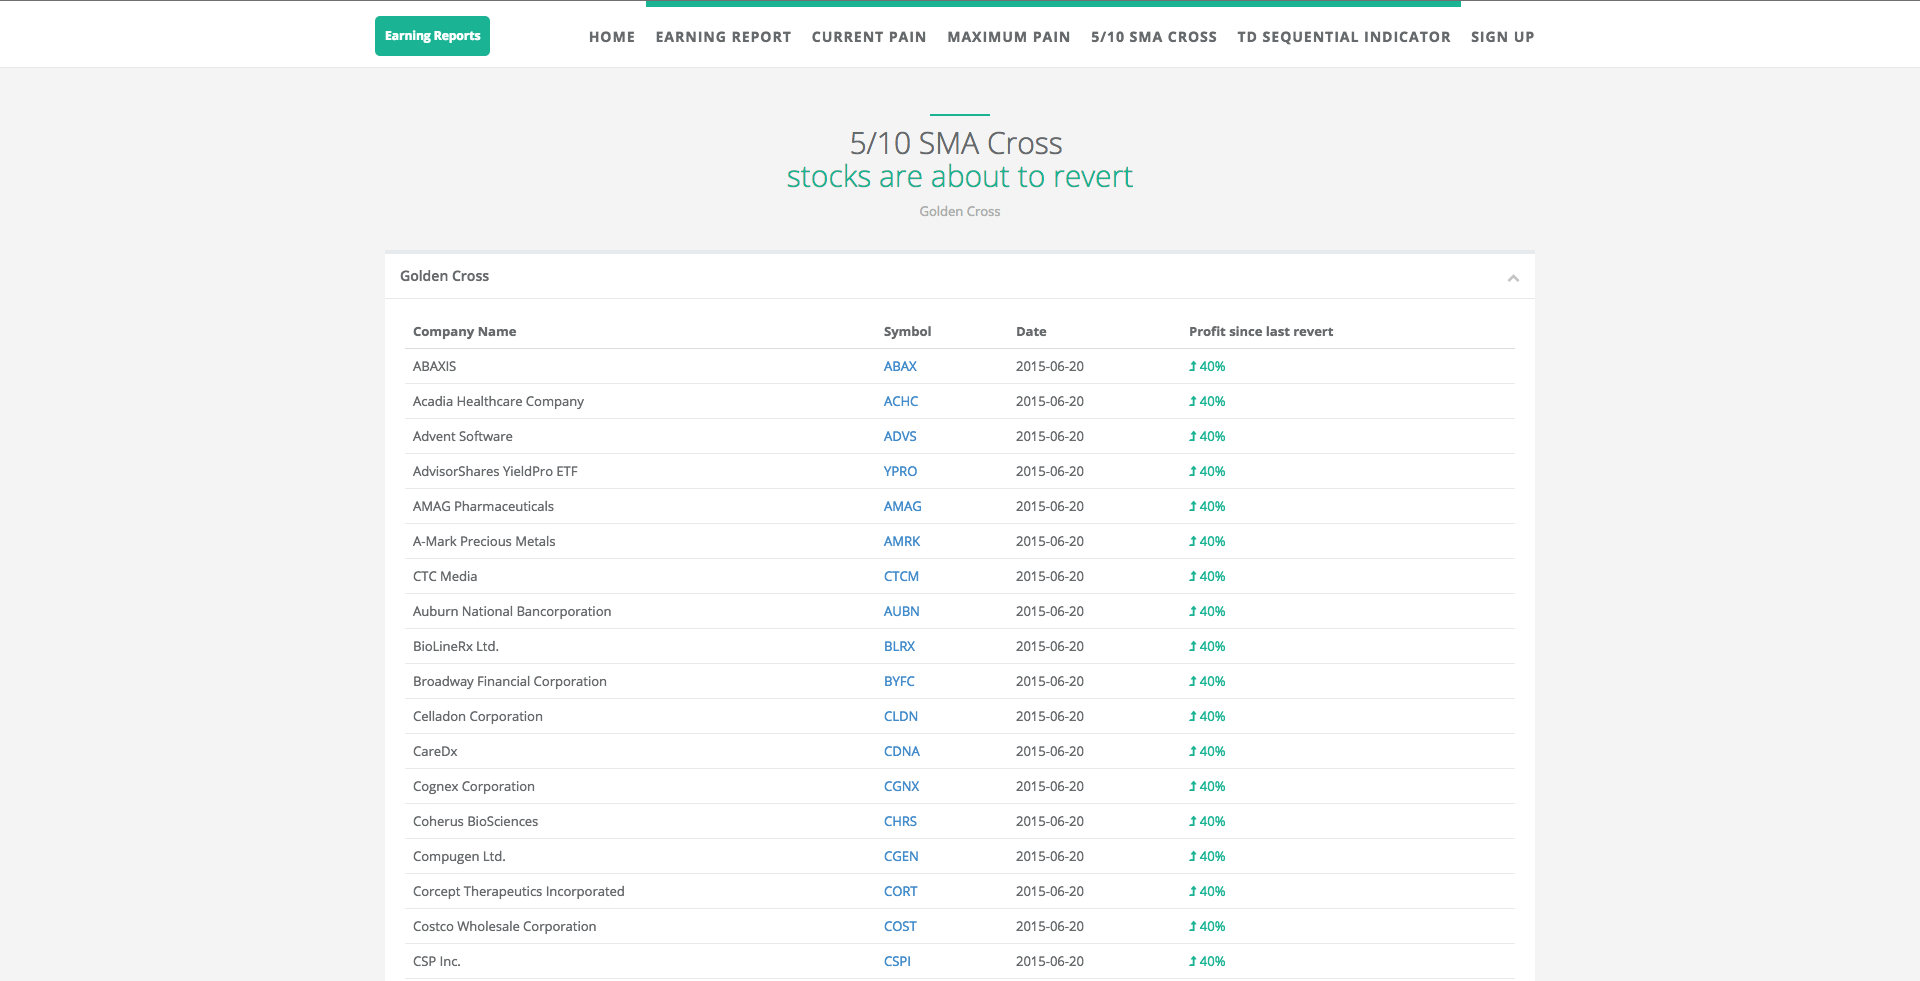 Earning Reports
HOME EARNING REPORT CURRENT PAIN MAXIMUM PAIN 5/10 SMA CROSS TD SEQUENTIAL INDICATOR SIGN UP
5/10 SMA Cross
stocks are about to revert
Golden Cross
Golden Cross
Company Name Symbol Date Profit since last revert
ABAXIS ABAX 2015-06-20 40%
Acadia Healthcare Company ACHC 2015-06-20 40%
Advent Software ADVS 2015-06-20 40%
AdvisorShares YieldPro ETF YPRO 2015-06-20 40%
AMAG Pharmaceuticals AMAG 2015-06-20 40%
A-Mark Precious Metals AMRK 2015-06-20 40%
CTC Media CTCM 2015-06-20 40%
Auburn National Bancorporation AUBN 2015-06-20 40%
BioLineRx Ltd. BLRX 2015-06-20 40%
Broadway Financial Corporation BYFC 2015-06-20 40%
Celladon Corporation CLDN 2015-06-20 40%
CareDx CDNA 2015-06-20 40%
Cognex Corporation CGNX 2015-06-20 40%
Coherus BioSciences CHRS 2015-06-20 40%
Compugen Ltd. CGEN 2015-06-20 40%
Corcept Therapeutics Incorporated CORT 2015-06-20 40%
Costco Wholesale Corporation COST 2015-06-20 40%
CSP Inc. CSPI 2015-06-20 40%